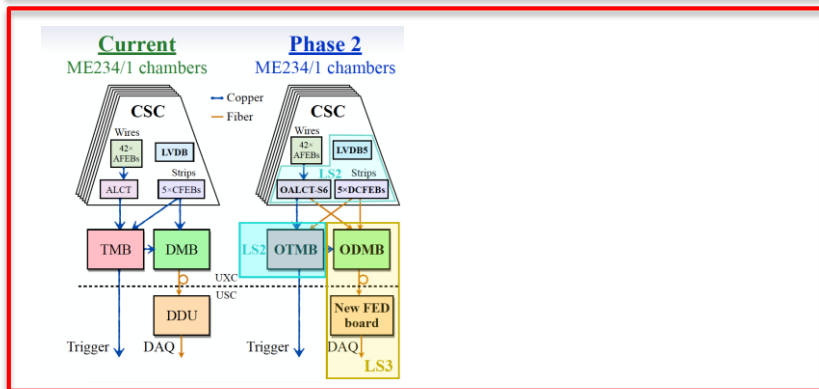 Current
ME234/1 chambers
CSC
Wires
42×
AFEBs
LVDB
Strips
ALCT
5×CFEBs
TMB
DMB
UXC
USC
DDU
Trigger
DAQ
Copper
Fiber
Phase 2
ME234/1 chambers
CSC
Wires
42×
AFEBs
LVDB5
LS2
Strips
OALCT-S6
5×DCFEBs
LS2
OTMB
ODMB
New FED
board
Trigger
DAQ
LS3